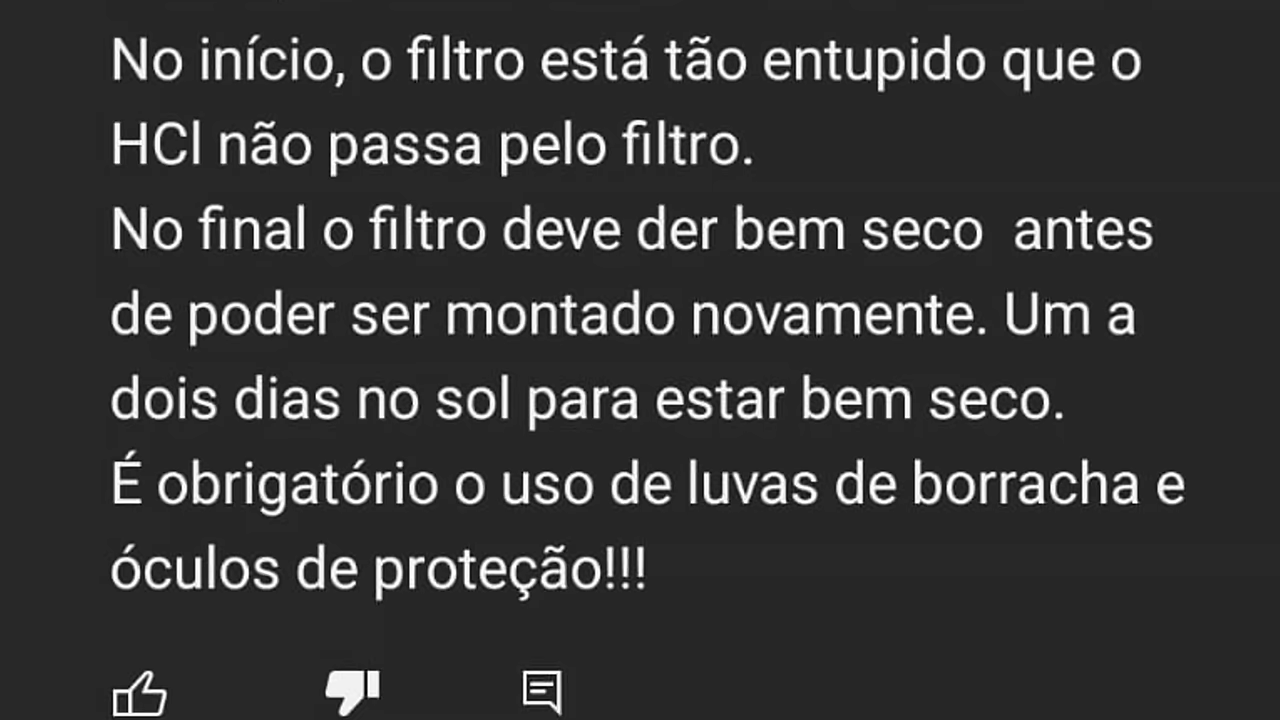 No início, o filtro está tão entupido que o
HCl não passa pelo filtro.
No final o filtro deve der bem seco  antes
de poder ser montado novamente. Um a
dois dias no sol para estar bem seco.
É obrigatório o uso de luvas de borracha e
óculos de proteção!!!